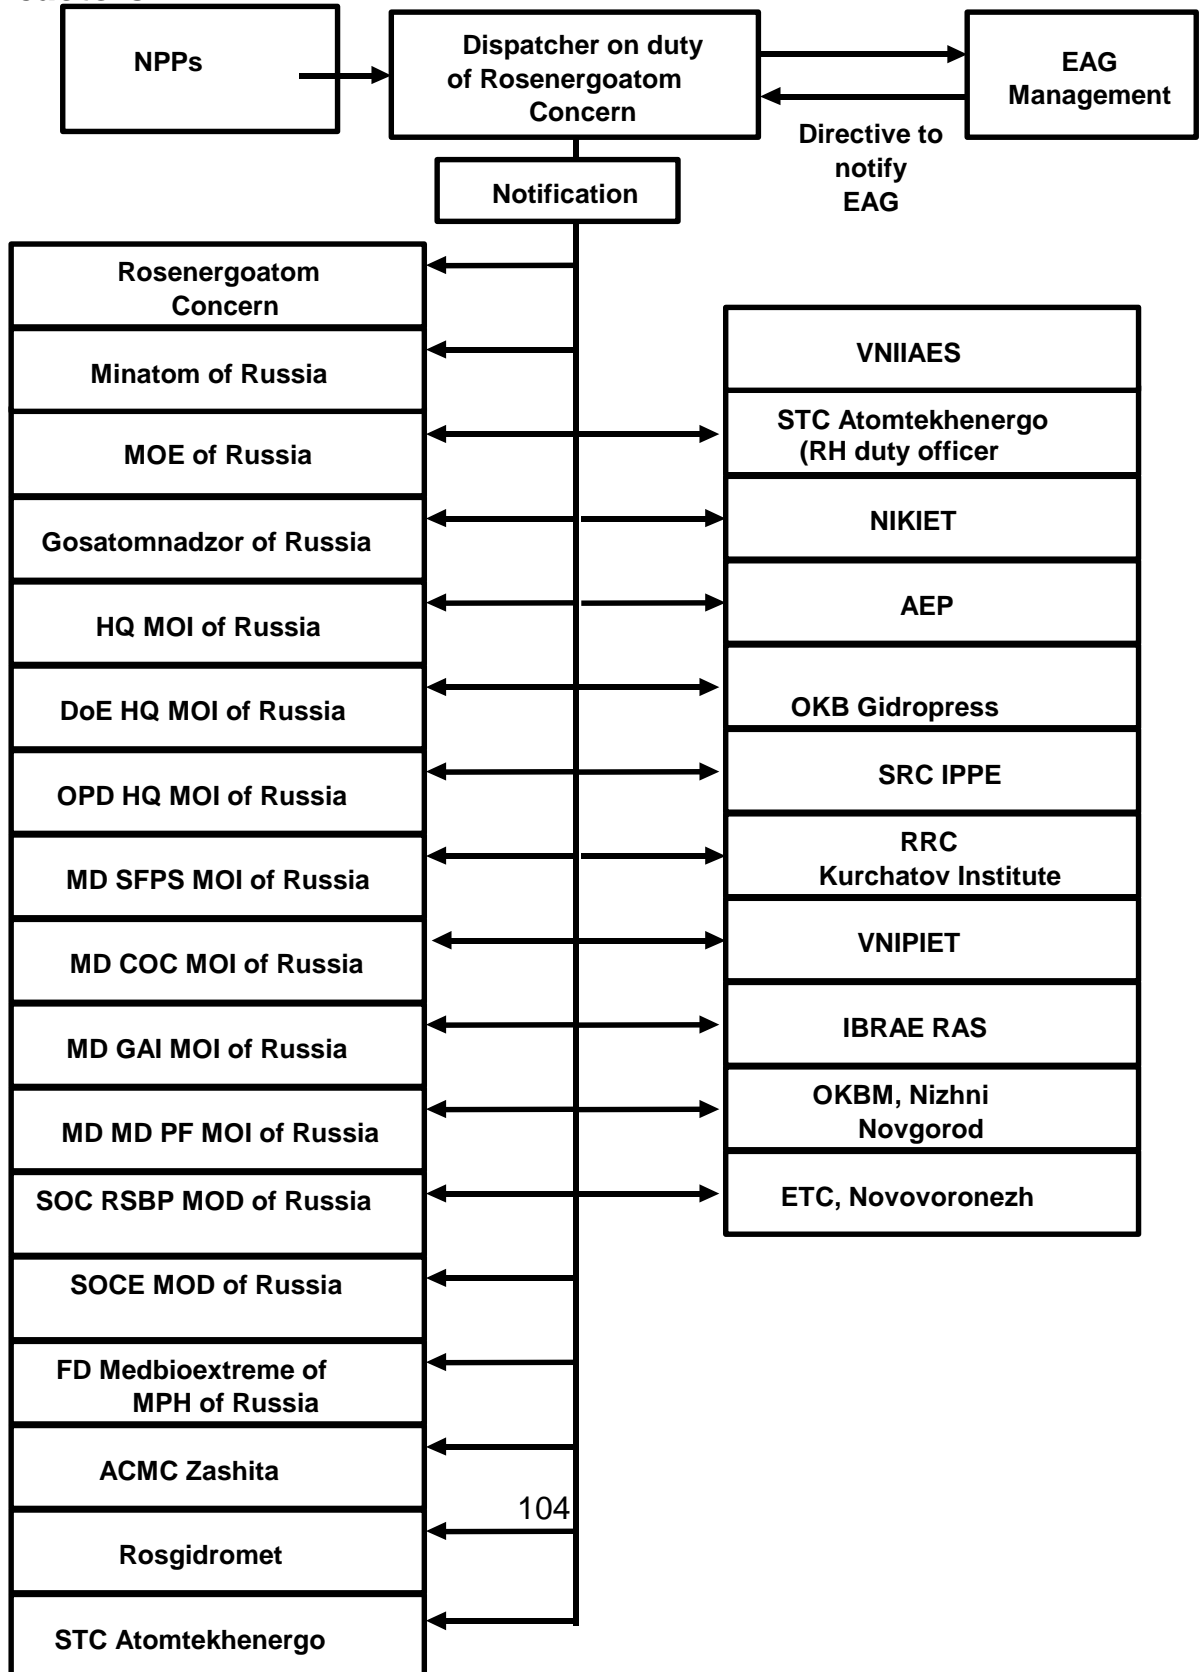 NPPs
Dispatcher on duty
of Rosenergoatom
Concern
EAG
Management
Directive to
notify
EAG
Notification
Rosenergoatom
Concern
Minatom of Russia
MOE of Russia
Gosatomnadzor of Russia
HQ MOI of Russia
DoE HQ MOI of Russia
OPD HQ MOI of Russia
MD SFPS MOI of Russia
MD COC MOI of Russia
MD GAI MOI of Russia
MD MD PF MOI of Russia
SOC RSBP MOD of Russia
SOCE MOD of Russia
FD Medbioextreme of
MPH of Russia
ACMC Zashita
Rosgidromet
STC Atomtekhenergo
VNIIAES
STC Atomtekhenergo
(RH duty officer
NIKIET
AEP
OKB Gidropress
SRC IPPE
RRC
Kurchatov Institute
VNIPIET
IBRAE RAS
OKBM, Nizhni
Novgorod
ETC, Novovoronezh
104